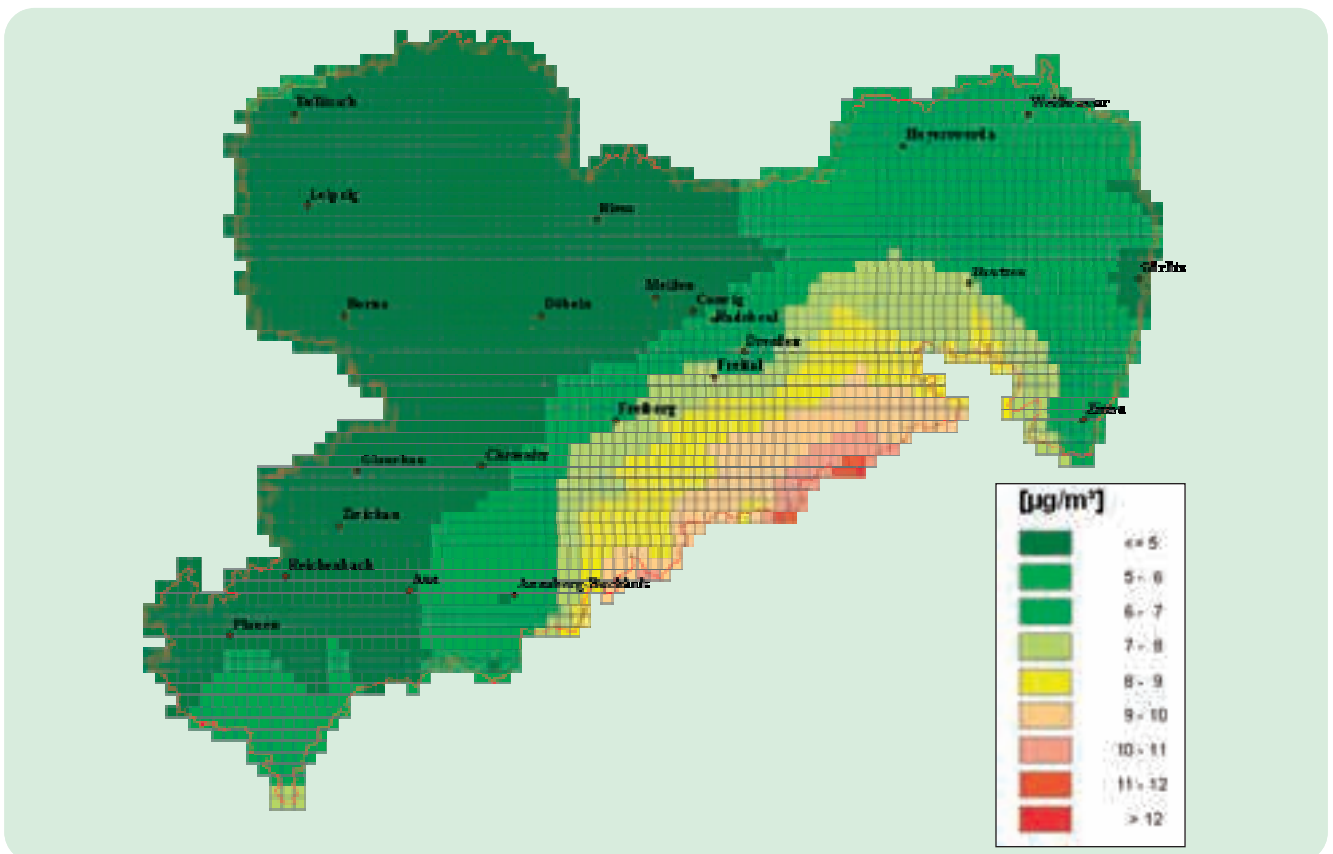 Weißwasser
Delitzsch
Hoyerswerda
Leipzig
Riesa
Görlitz
Bautzen
Meißen
Coswig
Borna
Döbeln
Radebeul
Dresden
Freital
Freiberg
Zittau
Chemnitz
Glauchau
[µg/m³]
Zwickau
<= 5
Reichenbach
Aue
Annaberg-Buchholz
5 - 6
6 - 7
Plauen
7 - 8
8 - 9
9 - 10
10 - 11
11 - 12
> 12